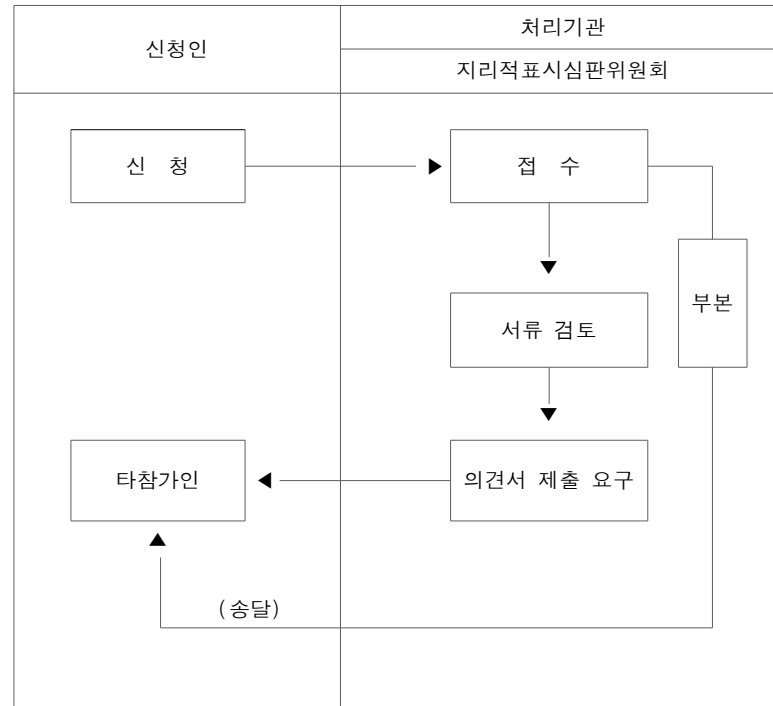 신청인
처리기관
지리적표시심판위원회
신 청
접 수
부본
서류 검토
타참가인
의견서 제출 요구
(송달)